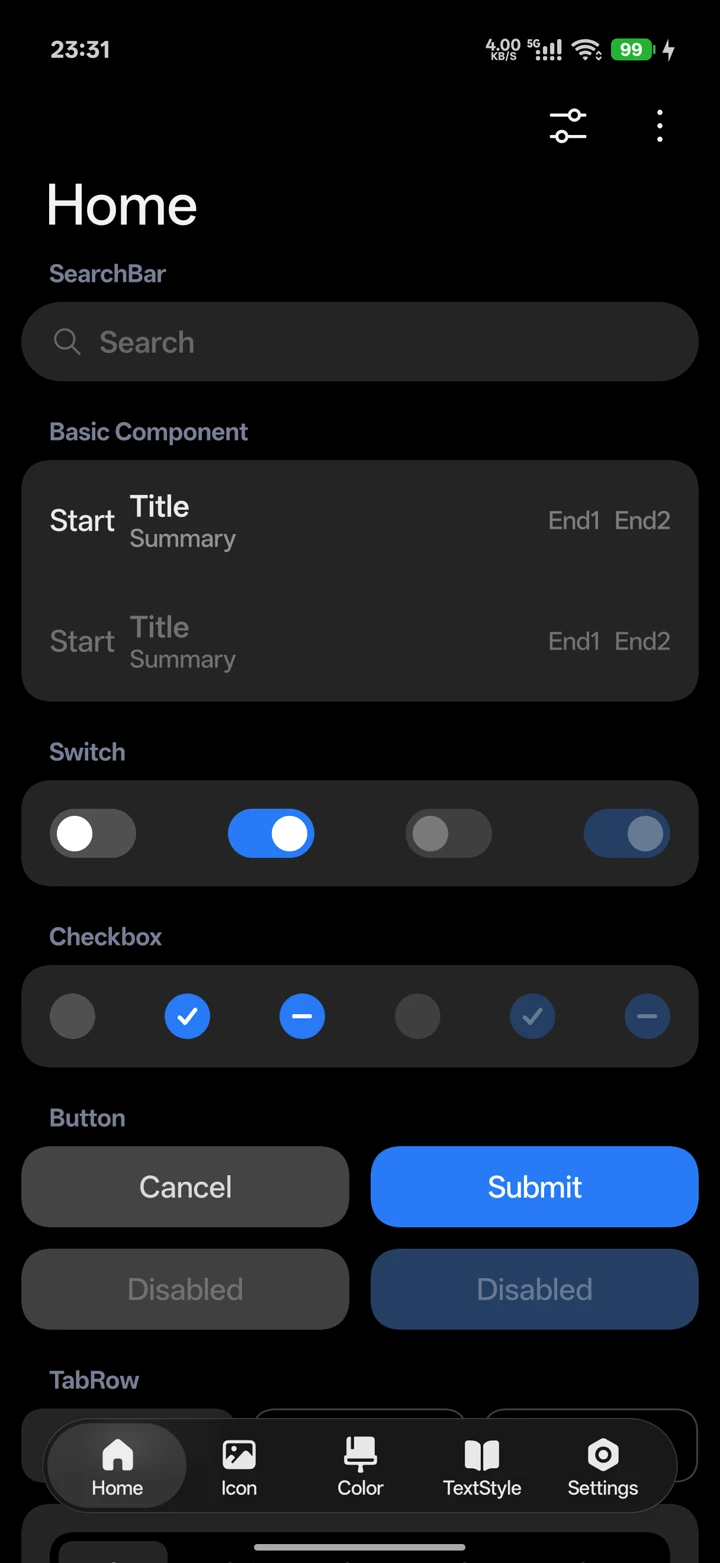 23:31
4.00 KB/S 5G 99
Home
SearchBar
Search
Basic Component
Start Title End1 End2
Summary
Start Title End1 End2
Summary
Switch
Checkbox
Button
Cancel Submit
Disabled Disabled
TabRow
Home Icon Color TextStyle Settings